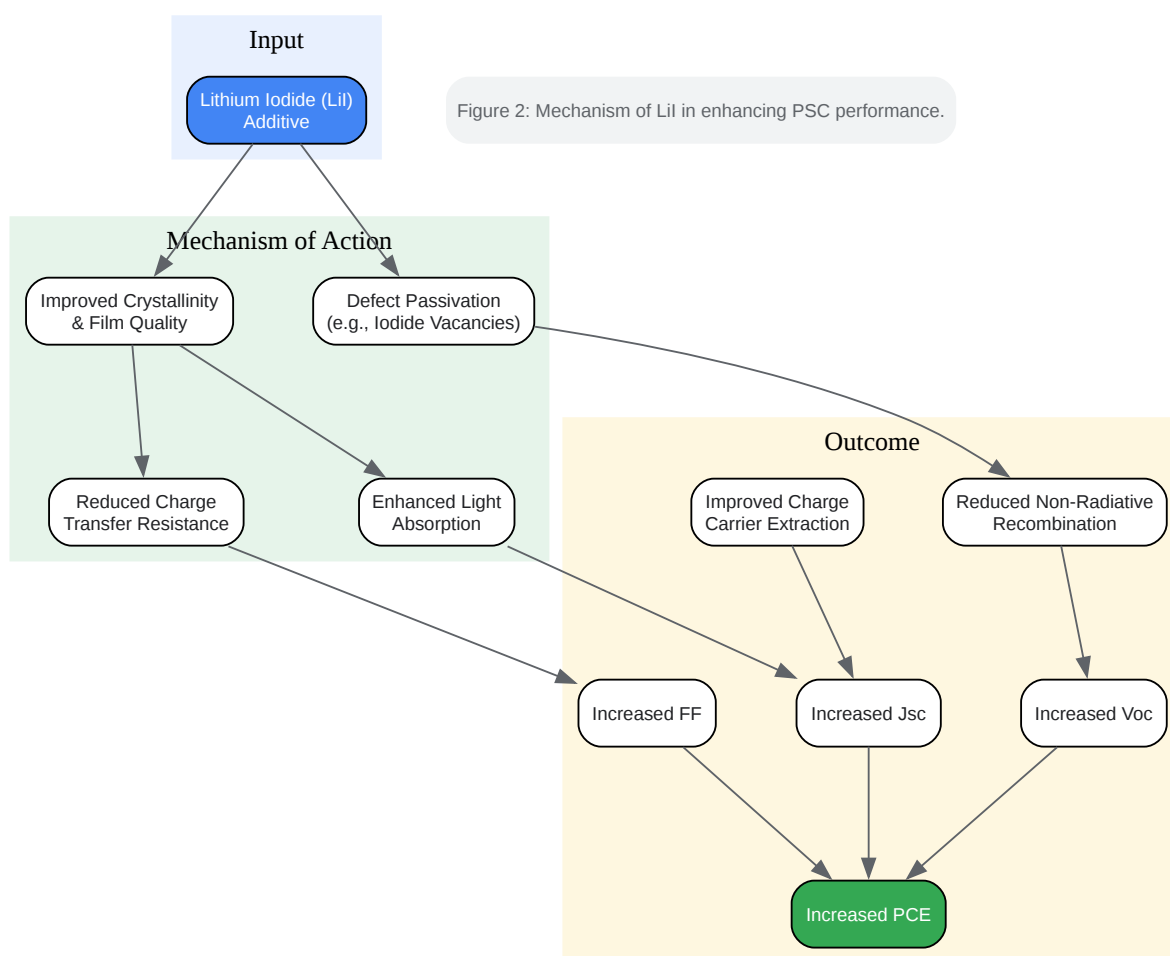 Input
Lithium Iodide (LiI)
Additive
Figure 2: Mechanism of LiI in enhancing PSC performance.
Mechanism of Action
Improved Crystallinity
& Film Quality
Defect Passivation
(e.g., Iodide Vacancies)
Outcome
Reduced Charge
Transfer Resistance
Enhanced Light
Absorption
Improved Charge
Carrier Extraction
Reduced Non-Radiative
Recombination
Increased FF
Increased Jsc
Increased Voc
Increased PCE